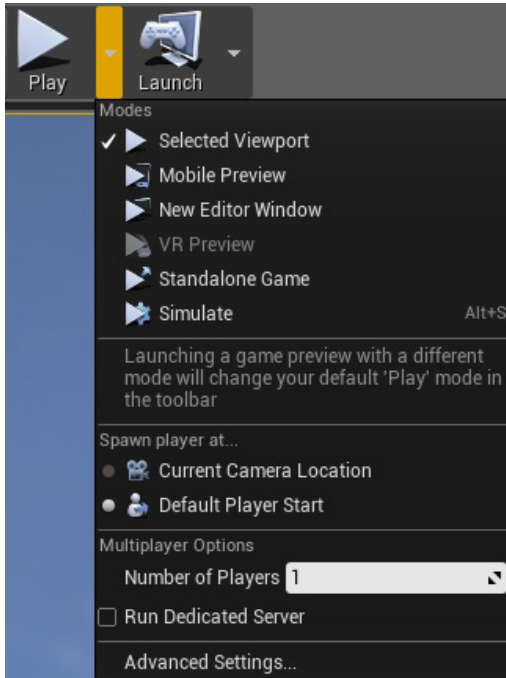 Play
Launch
Modes
Selected Viewport
Mobile Preview
New Editor Window
VR Preview
Standalone Game
Simulate Alt+S
Launching a game preview with a different
mode will change your default 'Play' mode in
the toolbar
Spawn player at...
Current Camera Location
Default Player Start
Multiplayer Options
Number of Players 1
Run Dedicated Server
Advanced Settings...